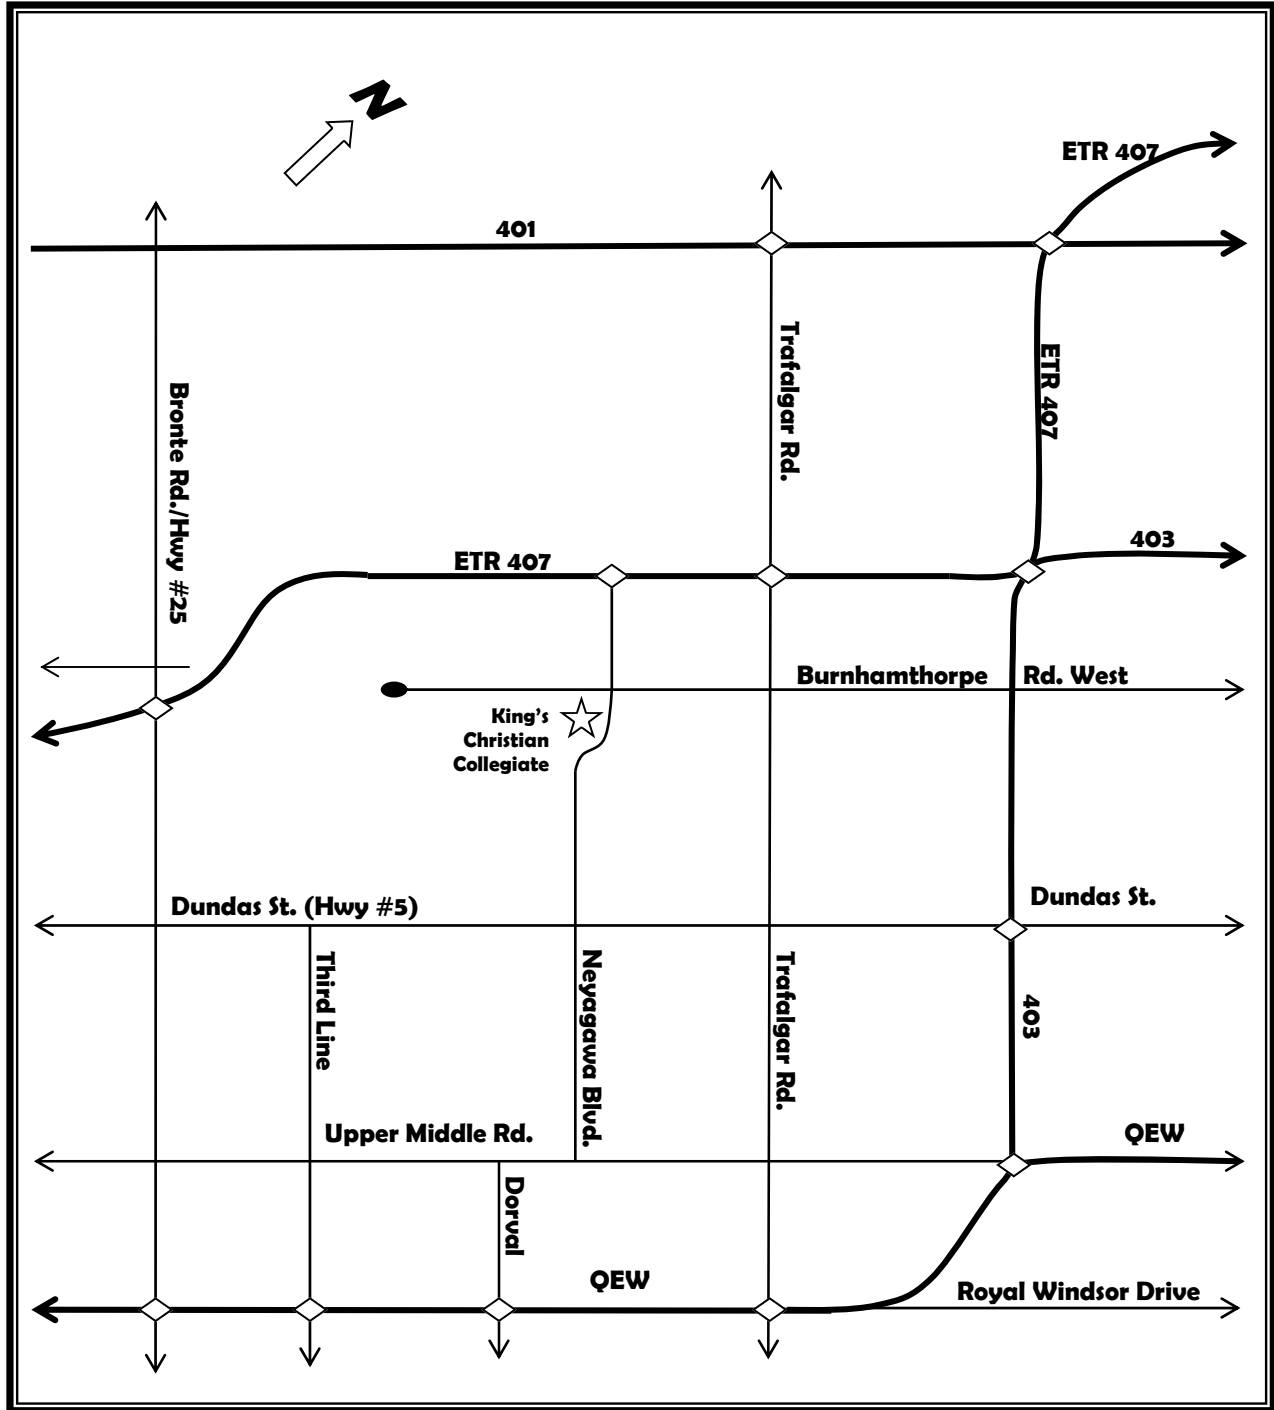 N
ETR 407
401
Trafalgar Rd.
ETR 407
Bronte Rd./Hwy #25
403
ETR 407
Burnhamthorpe Rd. West
King's
Christian
Collegiate
Dundas St.
Dundas St. (Hwy #5)
Third Line
Neyagawa Blvd.
Trafalgar Rd.
403
Upper Middle Rd.
QEW
Dorval
QEW
Royal Windsor Drive